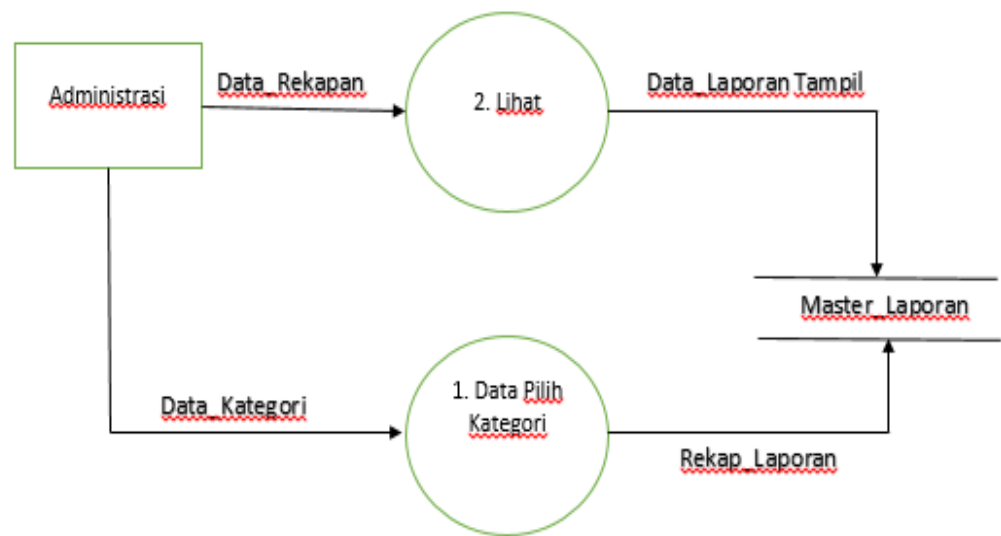 Administrasi
Data_Rekapan
2. Lihat
Data_Laporan Tampil
Master_Laporan
1. Data Pilih
Kategori
Data_Kategori
Rekap_Laporan